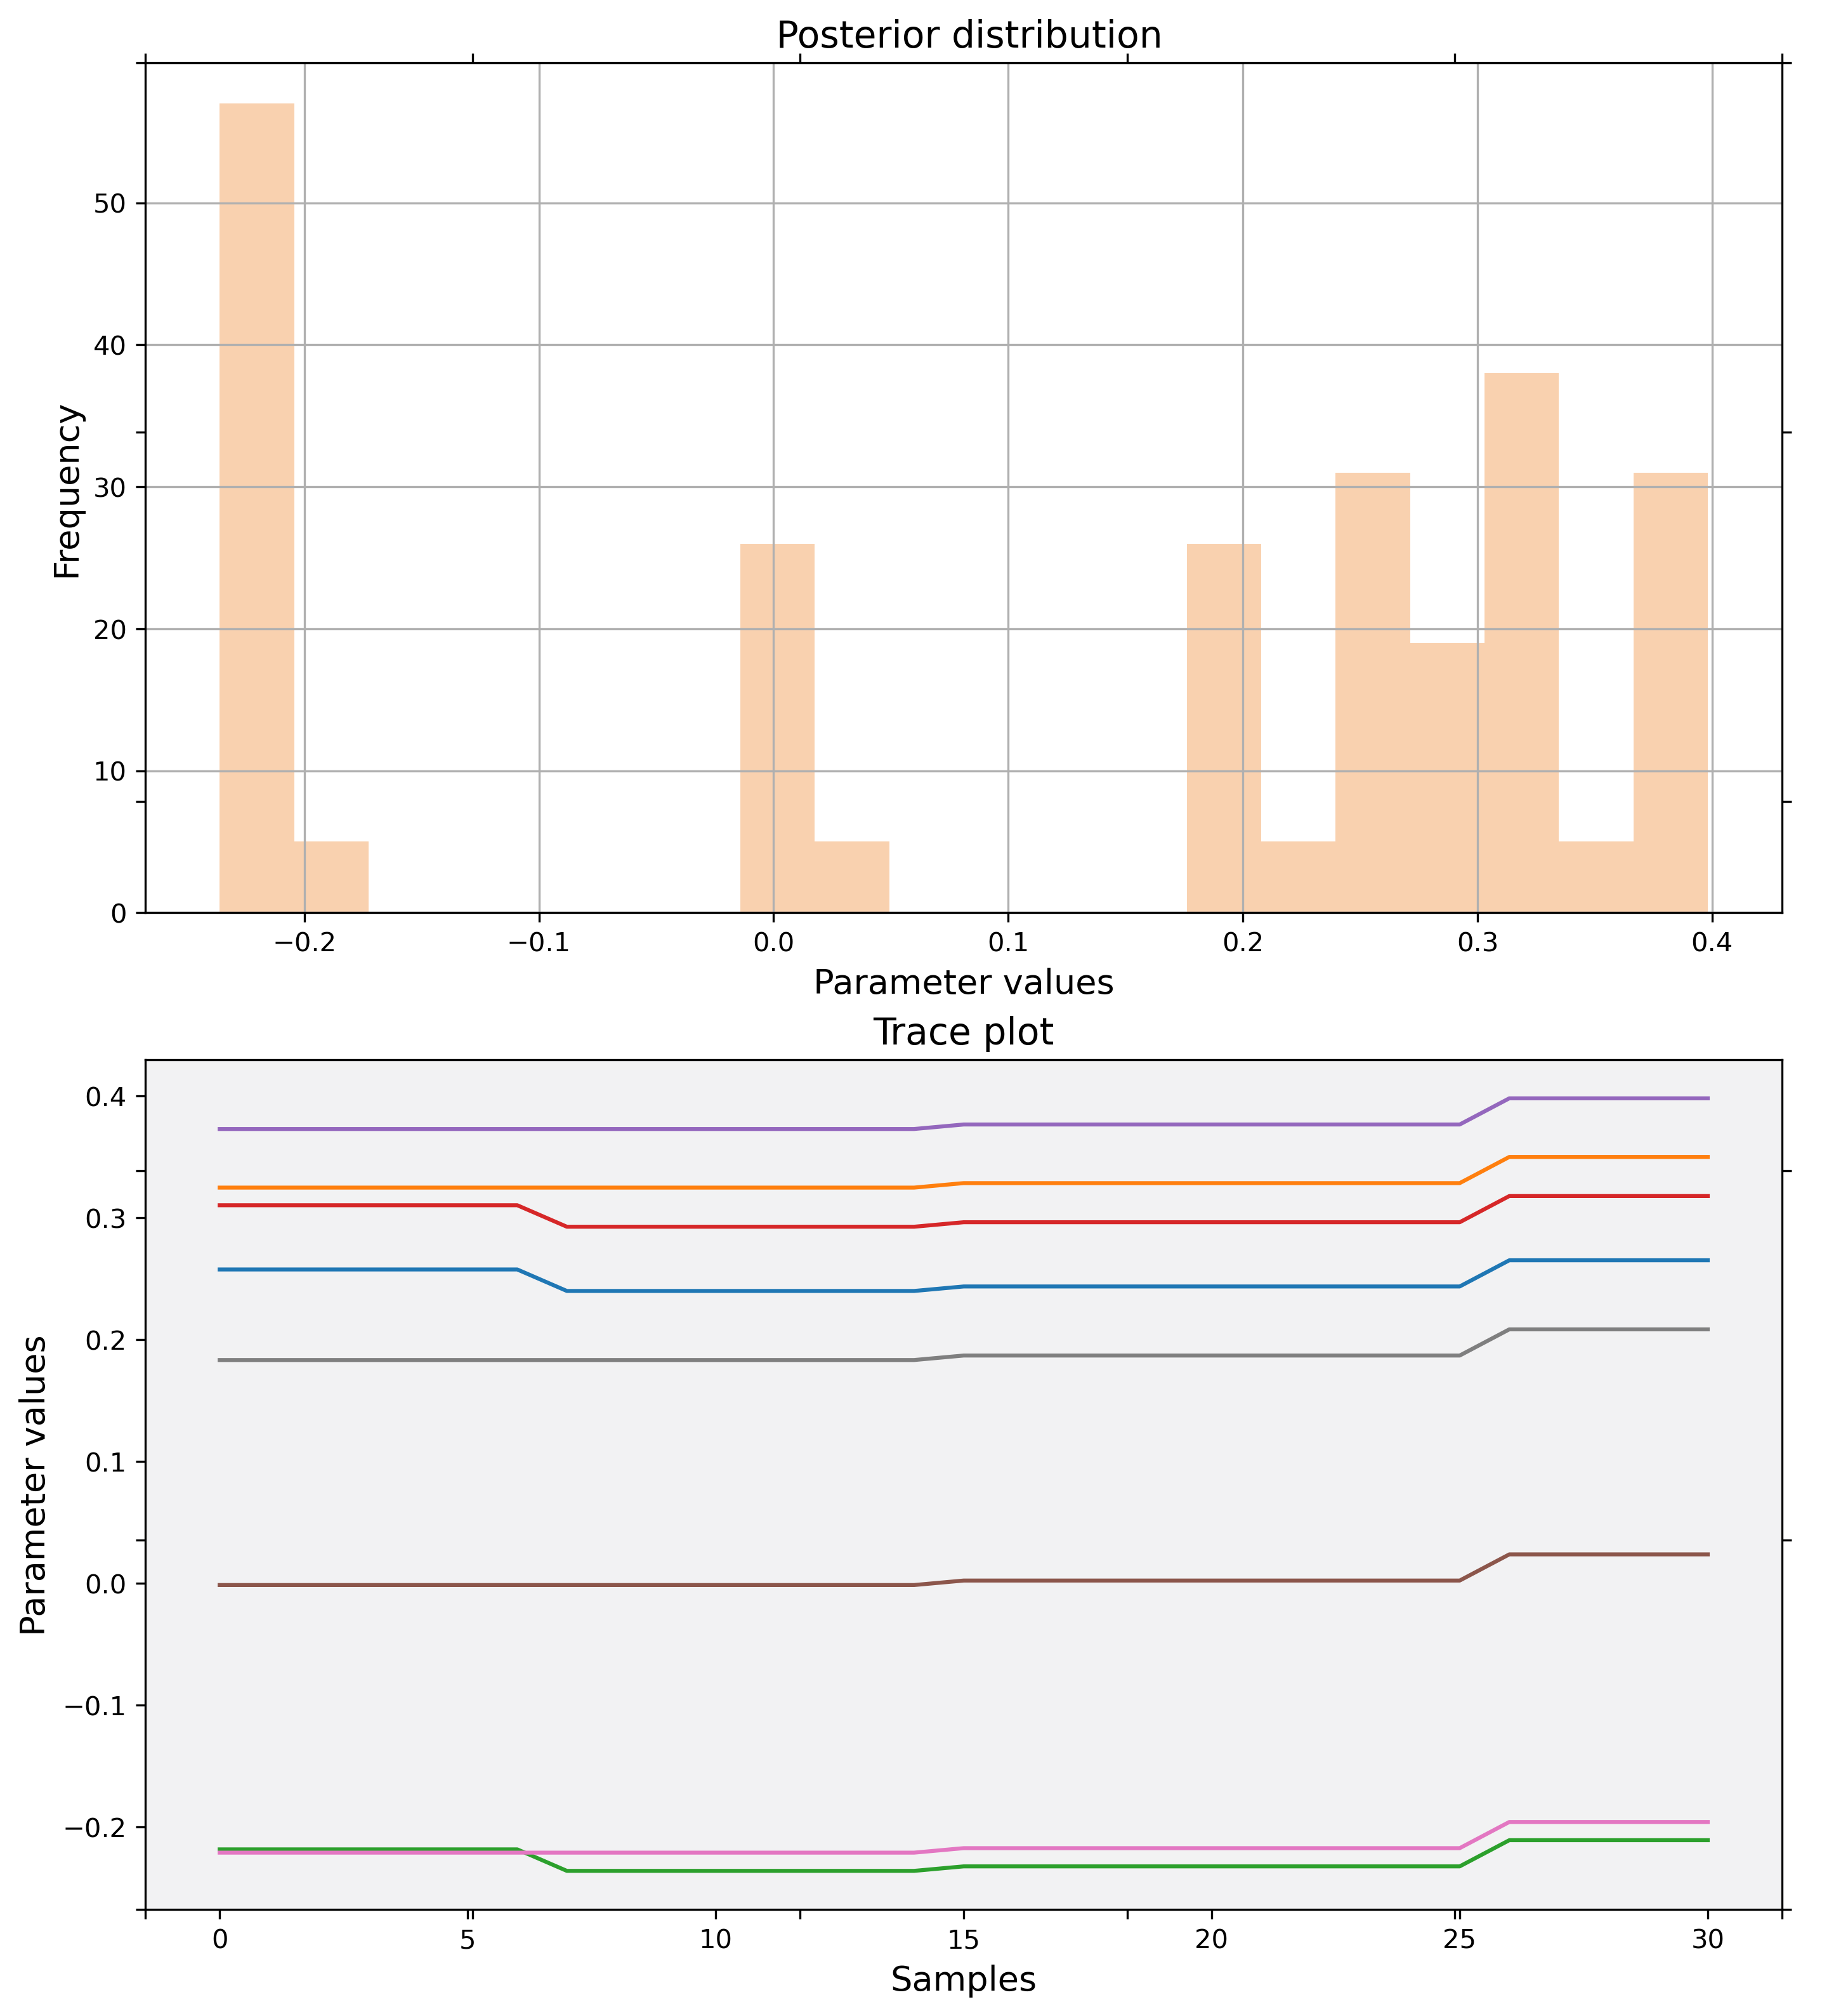 Posterior distribution
Frequency
50
40
30
20
10
0
−0.2 −0.1 0.0 0.1 0.2 0.3 0.4
Parameter values
Trace plot
Parameter values
0.4
0.3
0.2
0.1
0.0
−0.1
−0.2
0 5 10 15 20 25 30
Samples